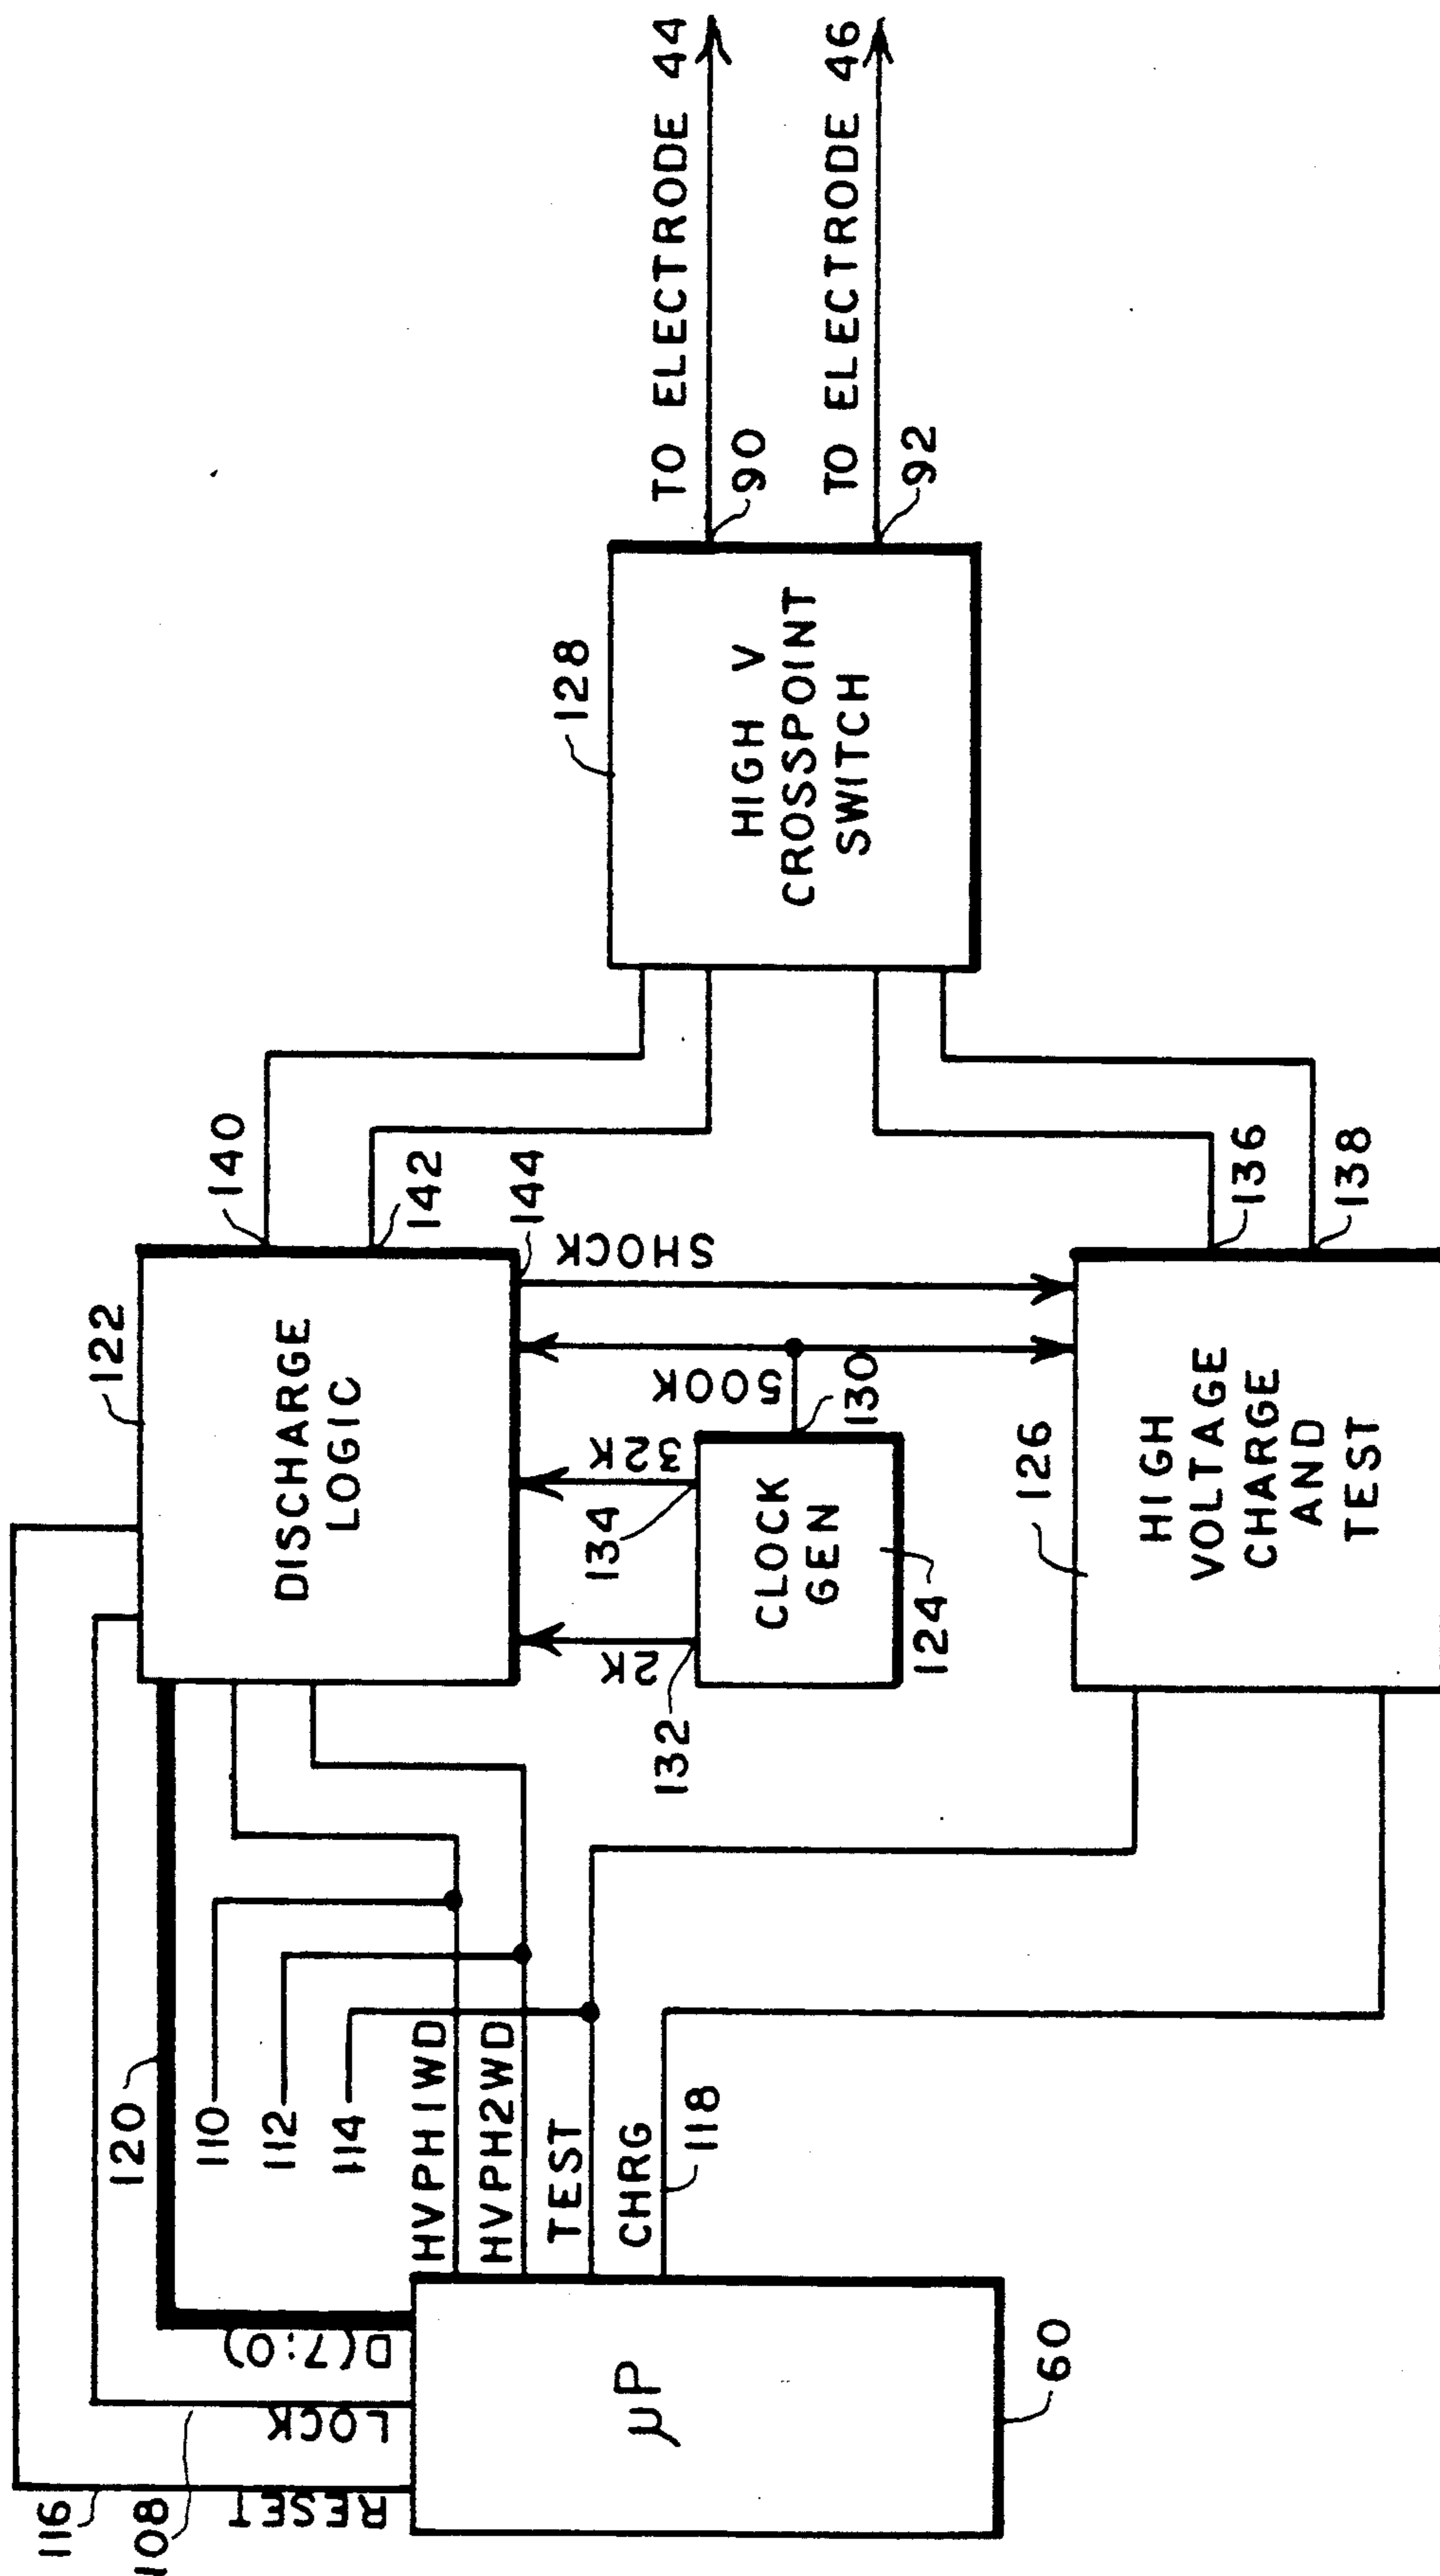 116
108
RESET
LOCK
D(7:0)
120
110
112
114
HVPH1WD
HVPH2WD
TEST
CHRG
118
µP
60
122
DISCHARGE
LOGIC
140
142
144
SHOCK
500K
32K
2K
134
132
130
CLOCK
GEN
124
126
HIGH
VOLTAGE
CHARGE
AND
TEST
136
138
128
HIGH V
CROSSPOINT
SWITCH
TO ELECTRODE 44
90
TO ELECTRODE 46
92